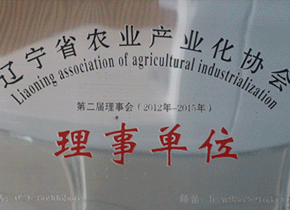 辽宁省农业产业化协会
Liaoning association of agricultural industrialization
第二届理事会(2012年-2015年)
理事单位